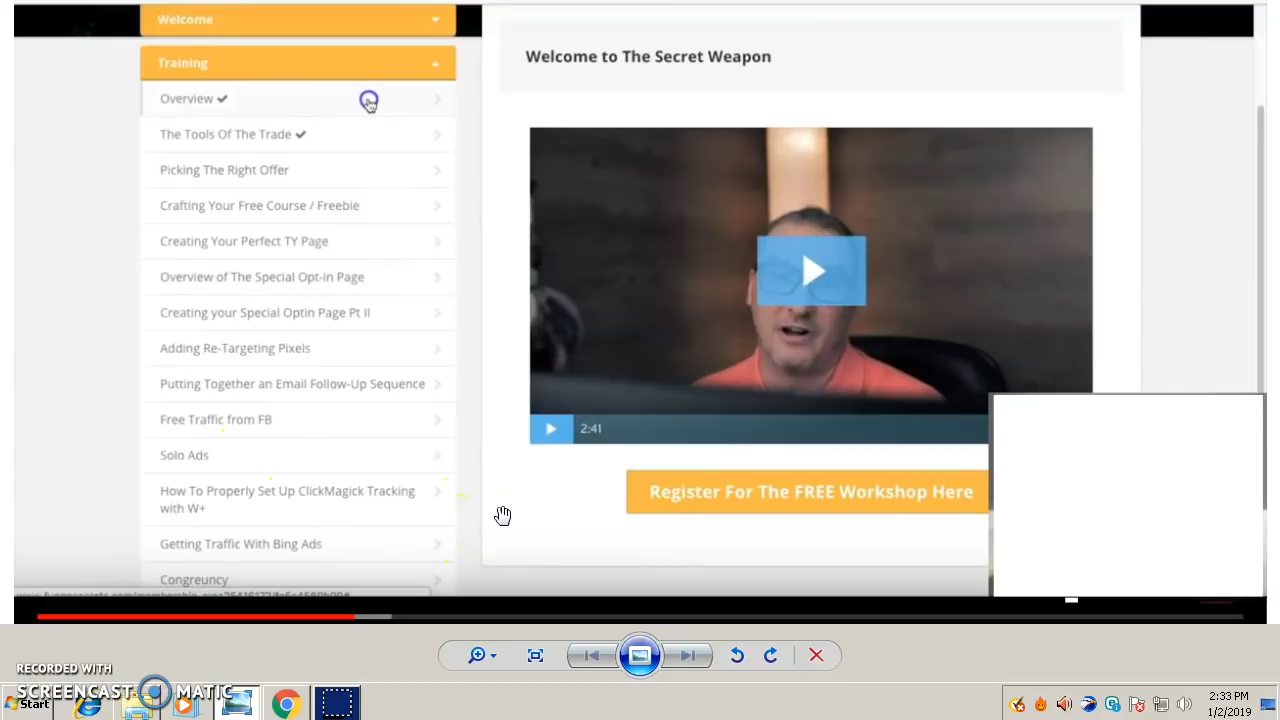 Welcome
Training
Overview
The Tools Of The Trade
Picking The Right Offer
Crafting Your Free Course / Freebie
Creating Your Perfect TY Page
Overview of The Special Opt-in Page
Creating your Special Optin Page Pt II
Adding Re-Targeting Pixels
Putting Together an Email Follow-Up Sequence
Free Traffic from FB
Solo Ads
How To Properly Set Up ClickMagick Tracking
with W+
Getting Traffic With Bing Ads
Congreuncy
Welcome to The Secret Weapon
2:41
Register For The FREE Workshop Here
RECORDED WITH
SCREENCAST MATIC
Start
2:33 PM
1/2/2019